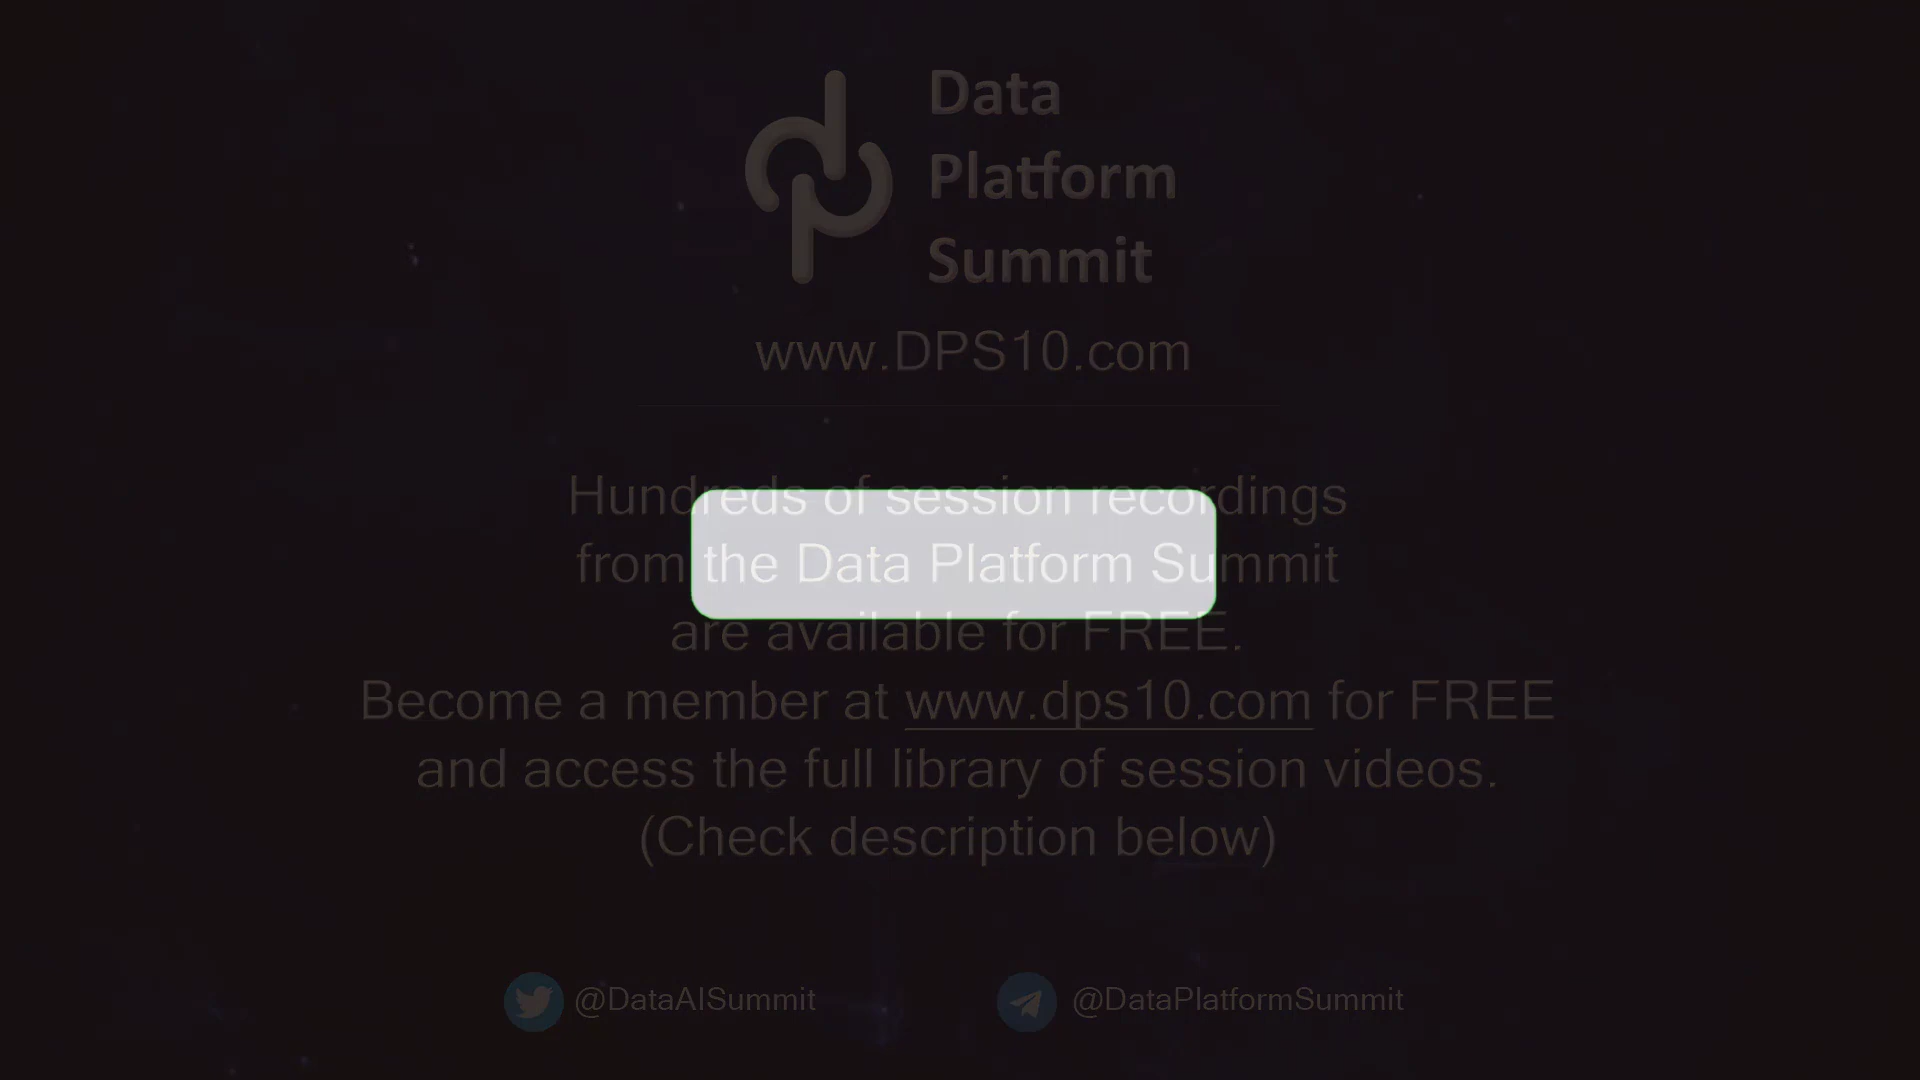 Data
Platform
Summit
www.DPS10.com
Hundreds of session recordings
from the Data Platform Summit
are available for FREE.
Become a member at www.dps10.com for FREE
and access the full library of session videos.
(Check description below)
@DataAISummit
@DataPlatformSummit